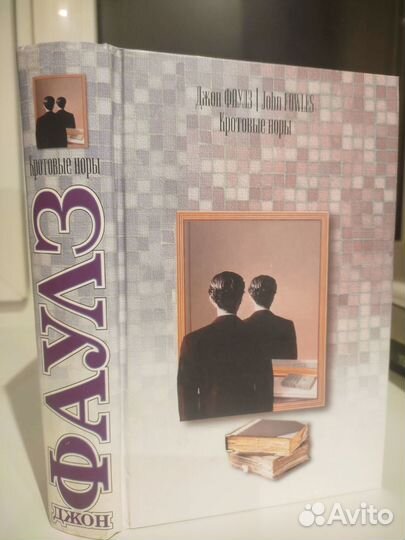 Джон ФАУЛЗ | John FOWLES
Кротовые норы
Кротовые норы
ДЖОН
ФАУЛЗ
Avito